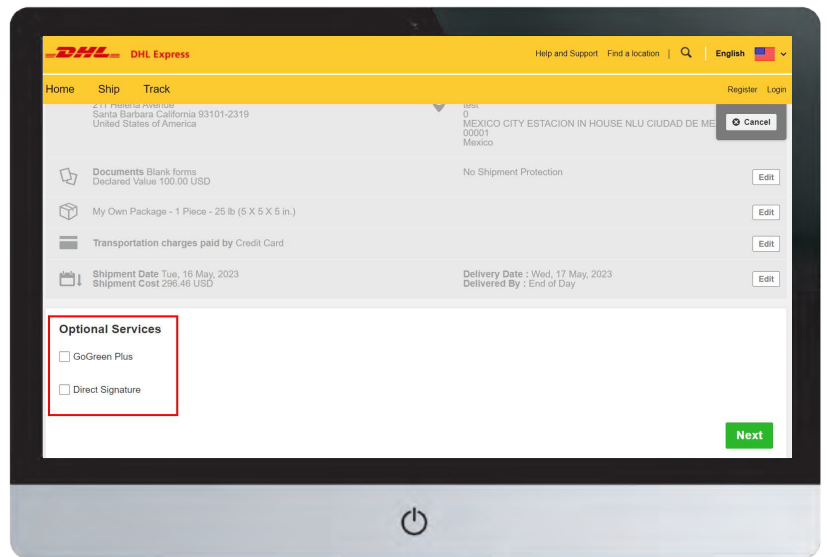 DHL DHL Express
Help and Support Find a location | English
Home Ship Track
Register Login
211 Helena Avenue
Santa Barbara California 93101-2319
United States of America
test
0
MEXICO CITY ESTACION IN HOUSE NLU CIUDAD DE ME
00001
Mexico
Cancel
Documents Blank forms
Declared Value 100.00 USD
No Shipment Protection
Edit
My Own Package - 1 Piece - 25 lb (5 X 5 X 5 in.)
Edit
Transportation charges paid by Credit Card
Edit
Shipment Date Tue, 16 May, 2023
Shipment Cost 296.46 USD
Delivery Date : Wed, 17 May, 2023
Delivered By : End of Day
Edit
Optional Services
GoGreen Plus
Direct Signature
Next